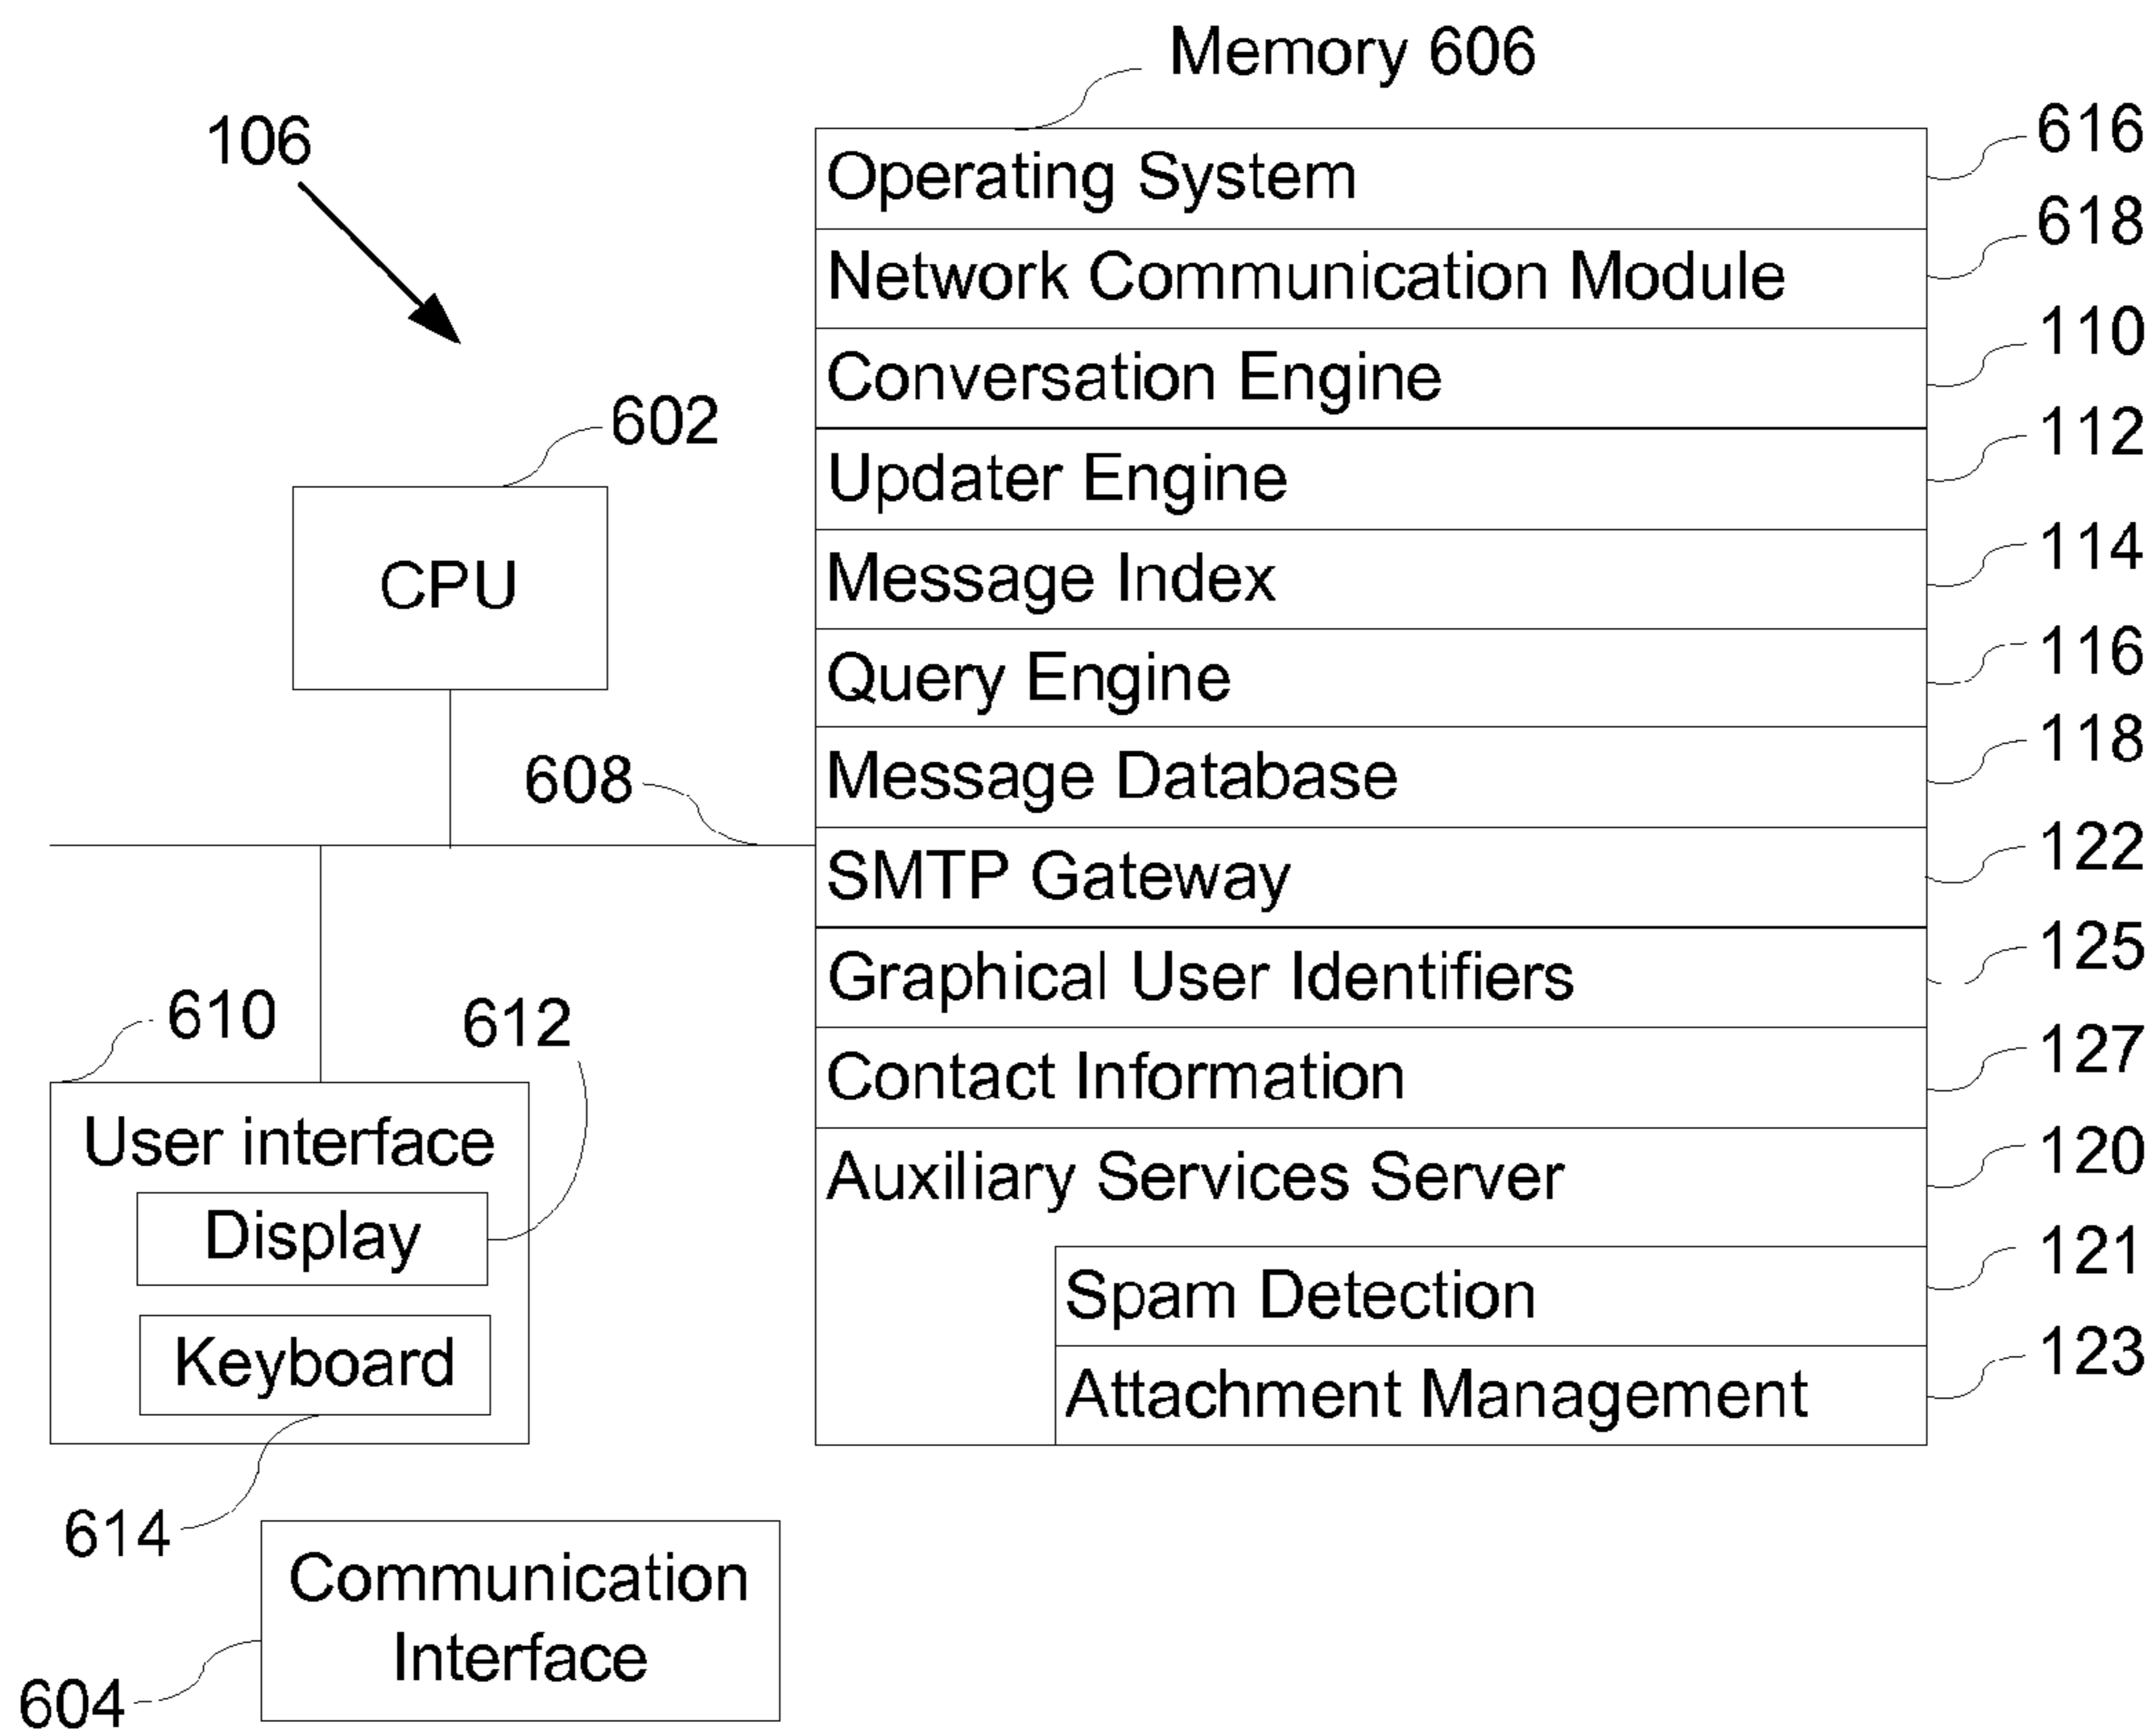 Memory 606
106
Operating System
616
Network Communication Module
618
Conversation Engine
110
602
Updater Engine
112
CPU
Message Index
114
Query Engine
116
608
Message Database
118
SMTP Gateway
122
Graphical User Identifiers
125
610
612
Contact Information
127
User interface
Auxiliary Services Server
120
Display
Spam Detection
121
Keyboard
Attachment Management
123
614
Communication
Interface
604